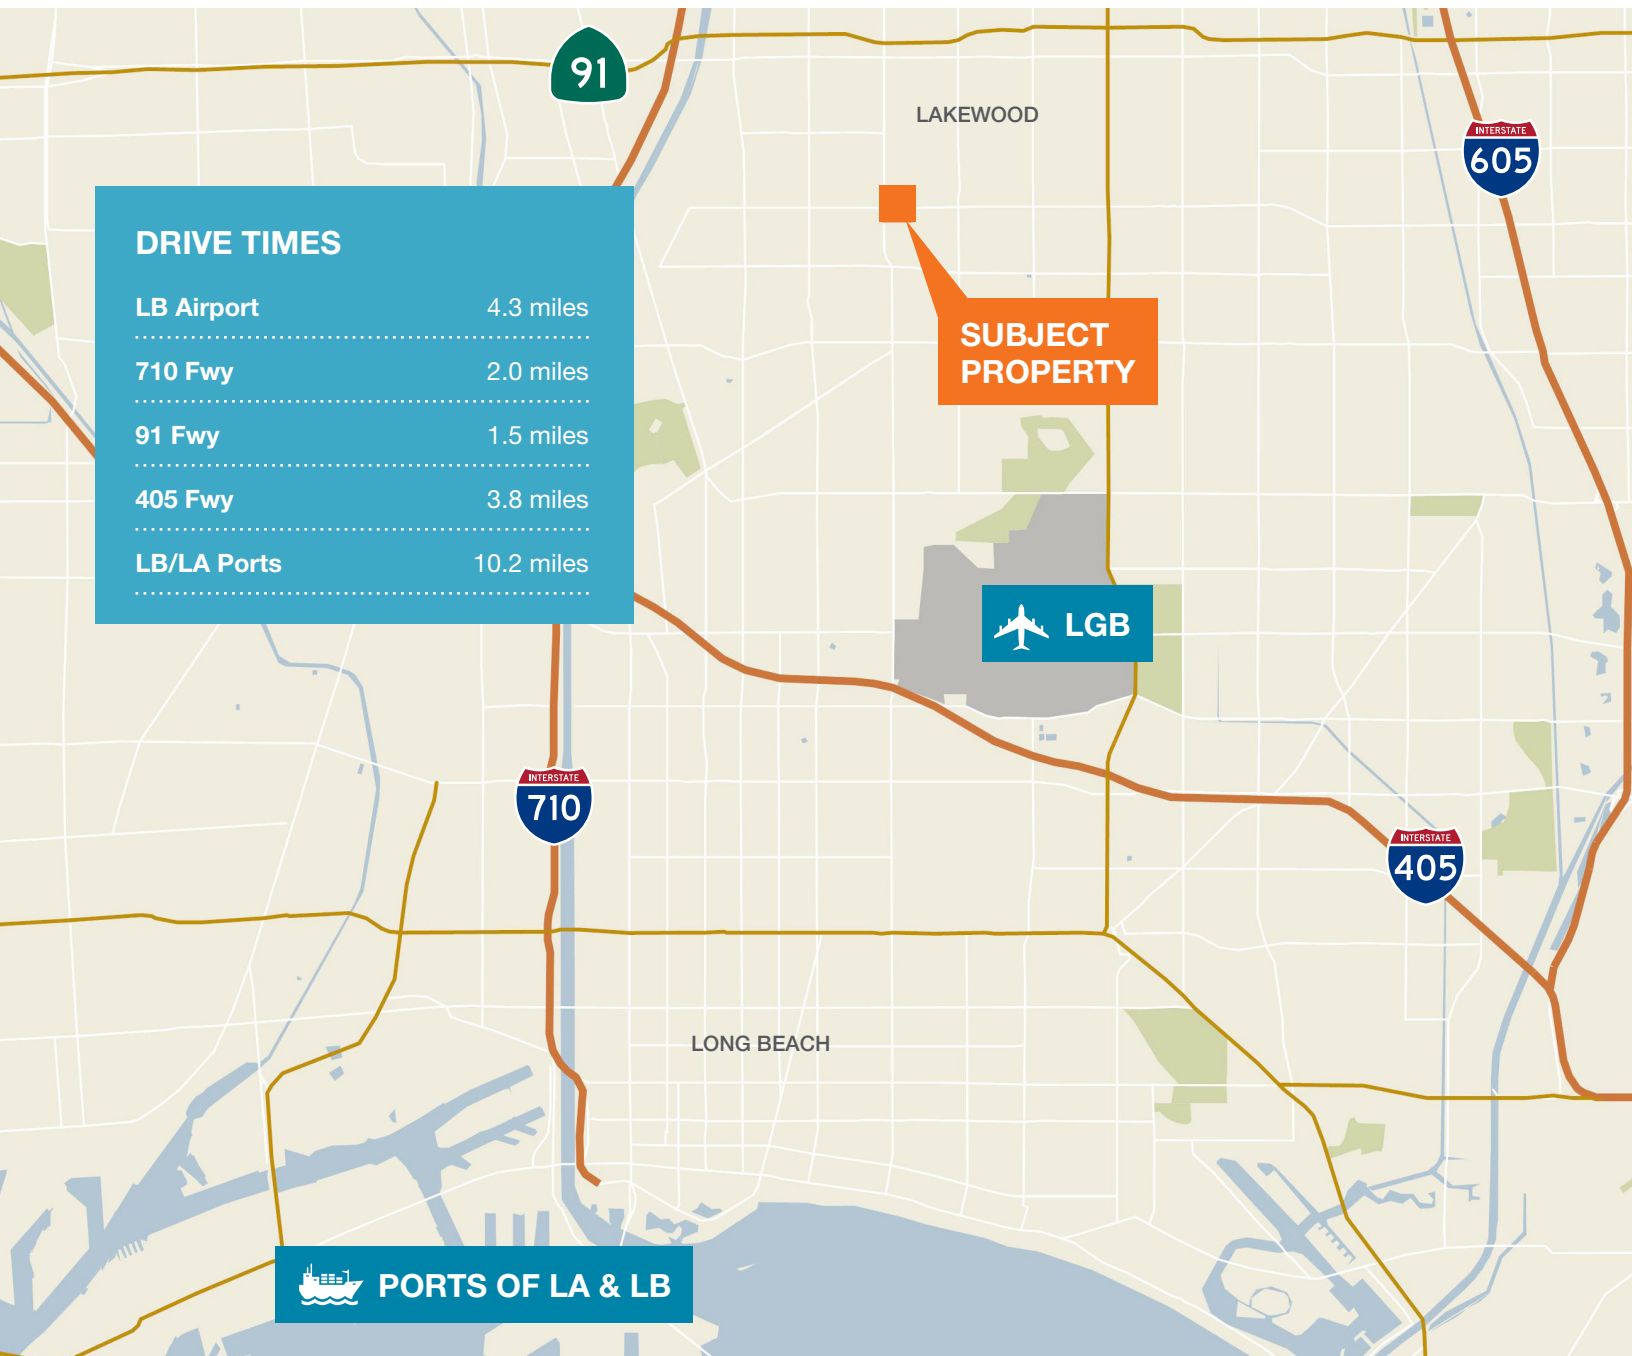 91
LAKEWOOD
INTERSTATE
605
DRIVE TIMES
LB Airport 4.3 miles
710 Fwy 2.0 miles
91 Fwy 1.5 miles
405 Fwy 3.8 miles
LB/LA Ports 10.2 miles
SUBJECT
PROPERTY
LGB
INTERSTATE
710
INTERSTATE
405
LONG BEACH
PORTS OF LA & LB